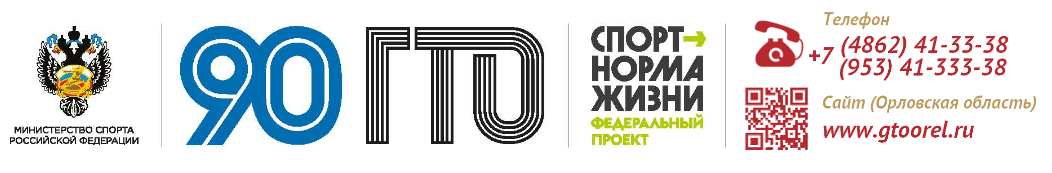 МИНИСТЕРСТВО СПОРТА
РОССИЙСКОЙ ФЕДЕРАЦИИ
90 ГТО
СПОРТ→
НОРМА
ЖИЗНИ
ФЕДЕРАЛЬНЫЙ
ПРОЕКТ
Телефон
+7 (4862) 41-33-38
(953) 41-333-38
Сайт (Орловская область)
www.gtoorel.ru